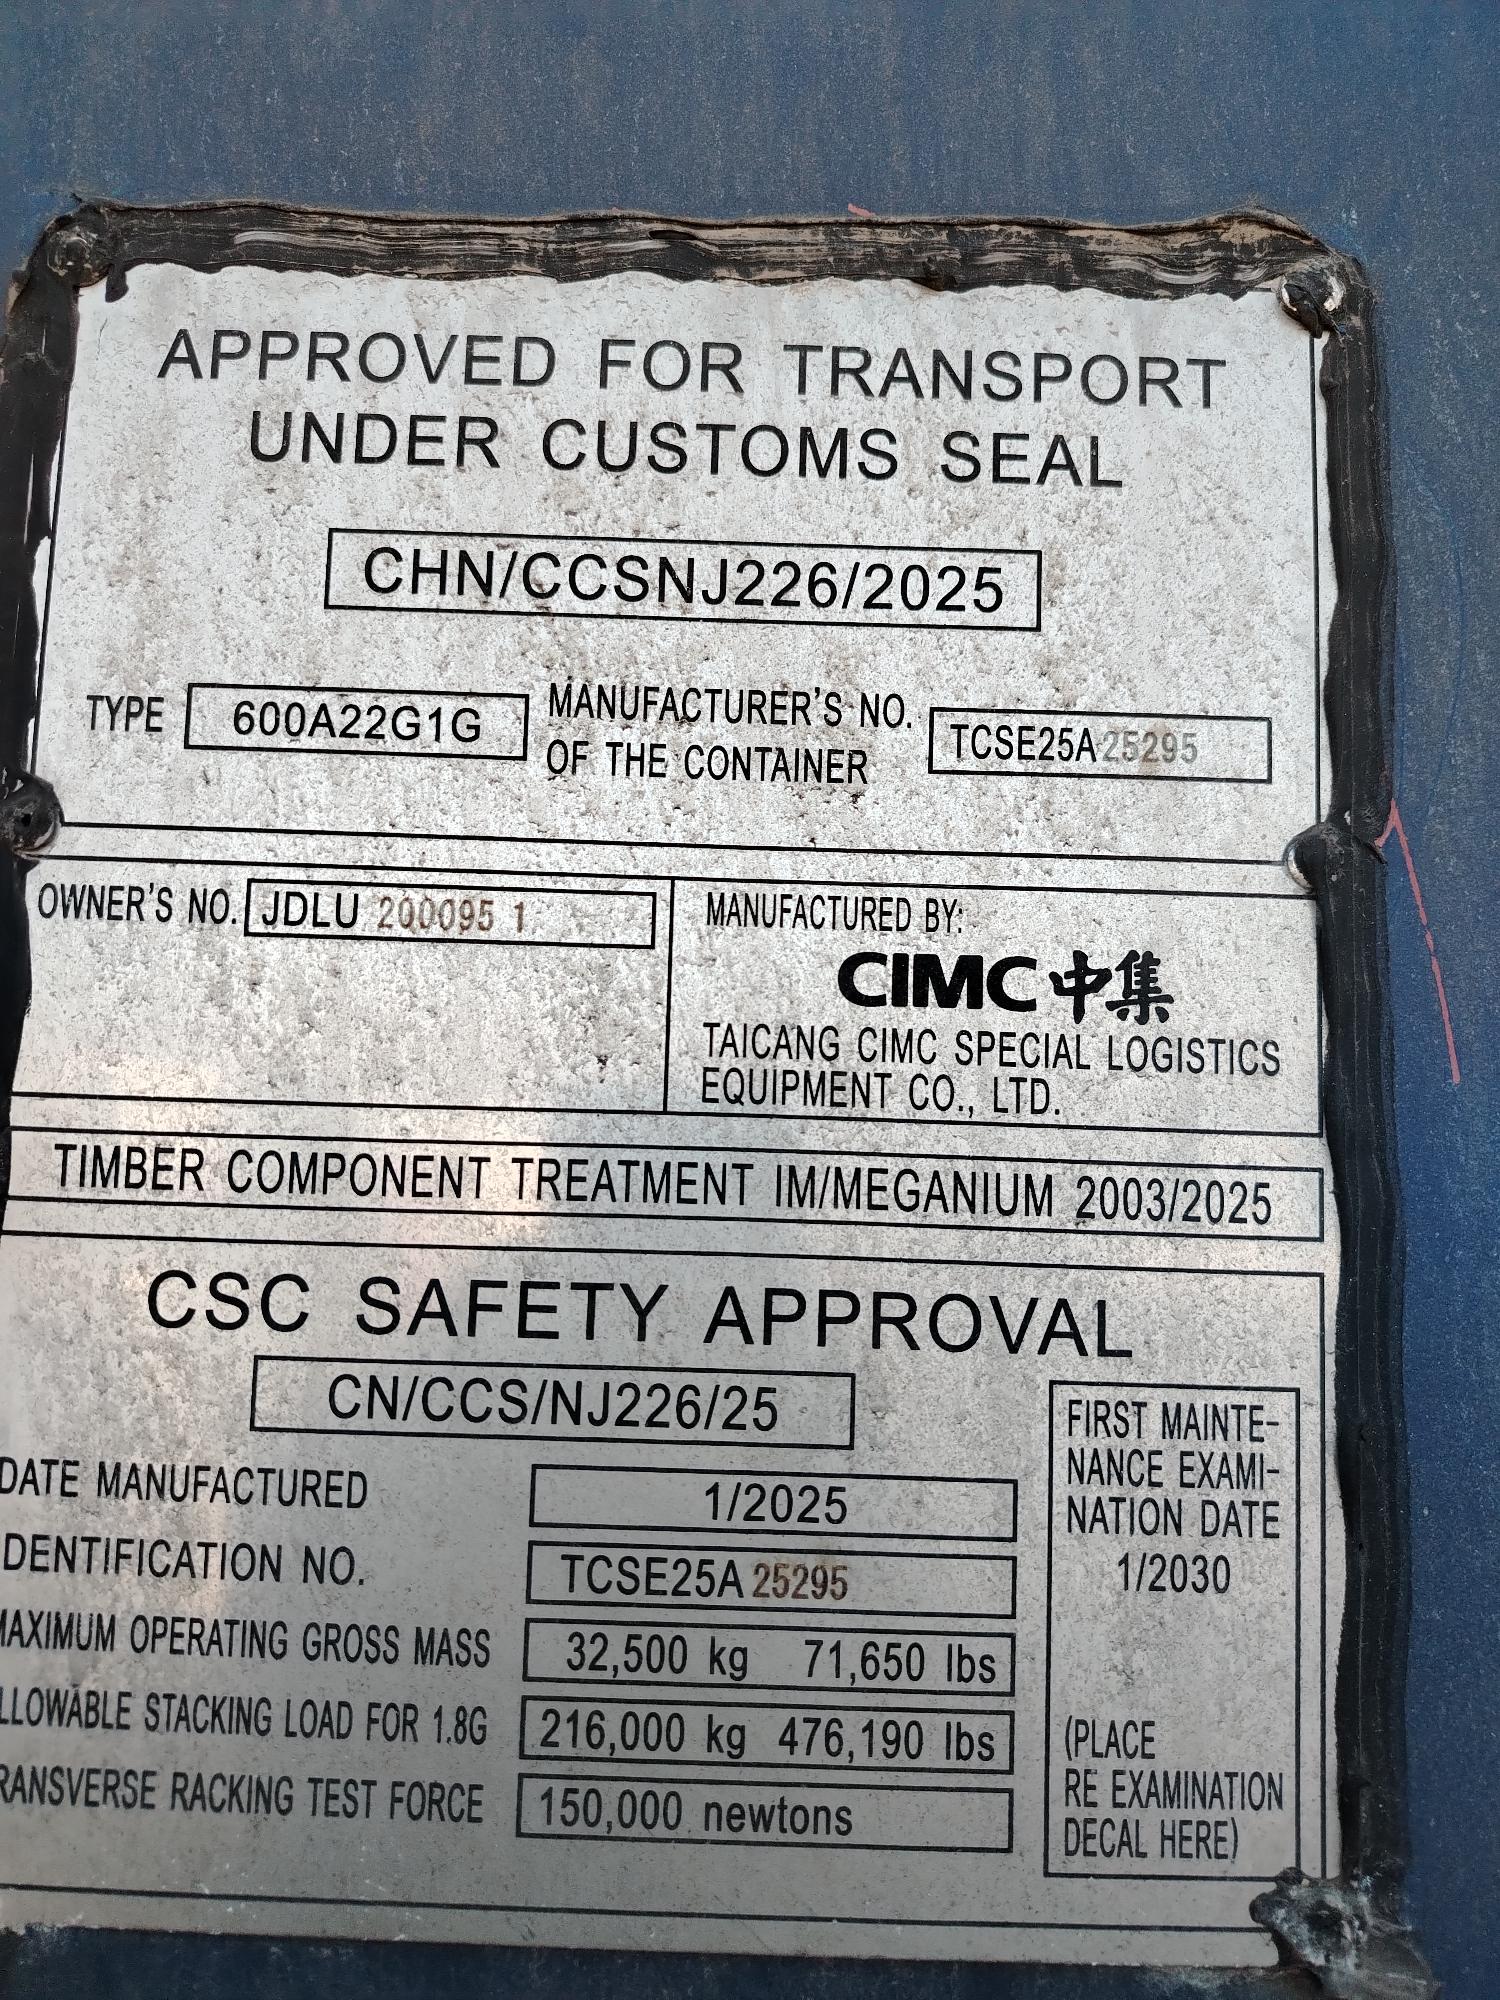 APPROVED FOR TRANSPORT
UNDER CUSTOMS SEAL
CHN/CCSNJ226/2025
TYPE 600A22G1G MANUFACTURER'S NO. OF THE CONTAINER TCSE25A25295
OWNER'S NO. JDLU 200095 1
MANUFACTURED BY:
CIMC 中集
TAICANG CIMC SPECIAL LOGISTICS
EQUIPMENT CO., LTD.
TIMBER COMPONENT TREATMENT IM/MEGANIUM 2003/2025
CSC SAFETY APPROVAL
CN/CCS/NJ226/25
DATE MANUFACTURED 1/2025
DENTIFICATION NO. TCSE25A 25295
MAXIMUM OPERATING GROSS MASS 32,500 kg 71,650 lbs
LLOWABLE STACKING LOAD FOR 1.8G 216,000 kg 476,190 lbs
RANSVERSE RACKING TEST FORCE 150,000 newtons
FIRST MAINTE-
NANCE EXAMI-
NATION DATE
1/2030
(PLACE
RE EXAMINATION
DECAL HERE)